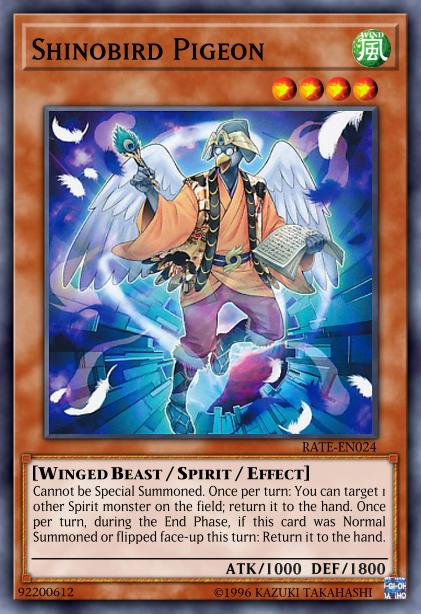 Shinobird Pigeon
WIND
風
RATE-EN024
[Winged Beast / Spirit / Effect]
Cannot be Special Summoned. Once per turn: You can target 1
other Spirit monster on the field; return it to the hand. Once
per turn, during the End Phase, if this card was Normal
Summoned or flipped face-up this turn: Return it to the hand.
ATK/1000 DEF/1800
92200612
©1996 KAZUKI TAKAHASHI